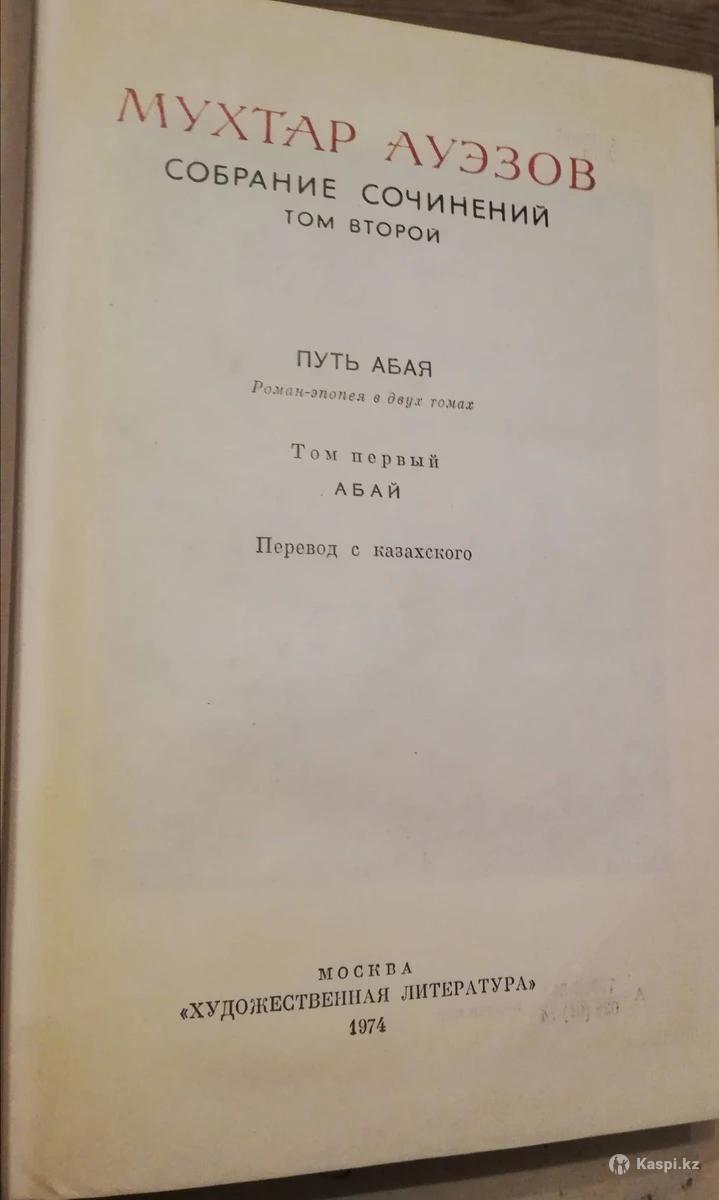 МУХТАР АУЭЗОВ
СОБРАНИЕ СОЧИНЕНИЙ
ТОМ ВТОРОЙ
ПУТЬ АБАЯ
Роман-эпопея в двух томах
Том первый
АБАЙ
Перевод с казахского
МОСКВА
«ХУДОЖЕСТВЕННАЯ ЛИТЕРАТУРА»
1974
Kaspi.kz